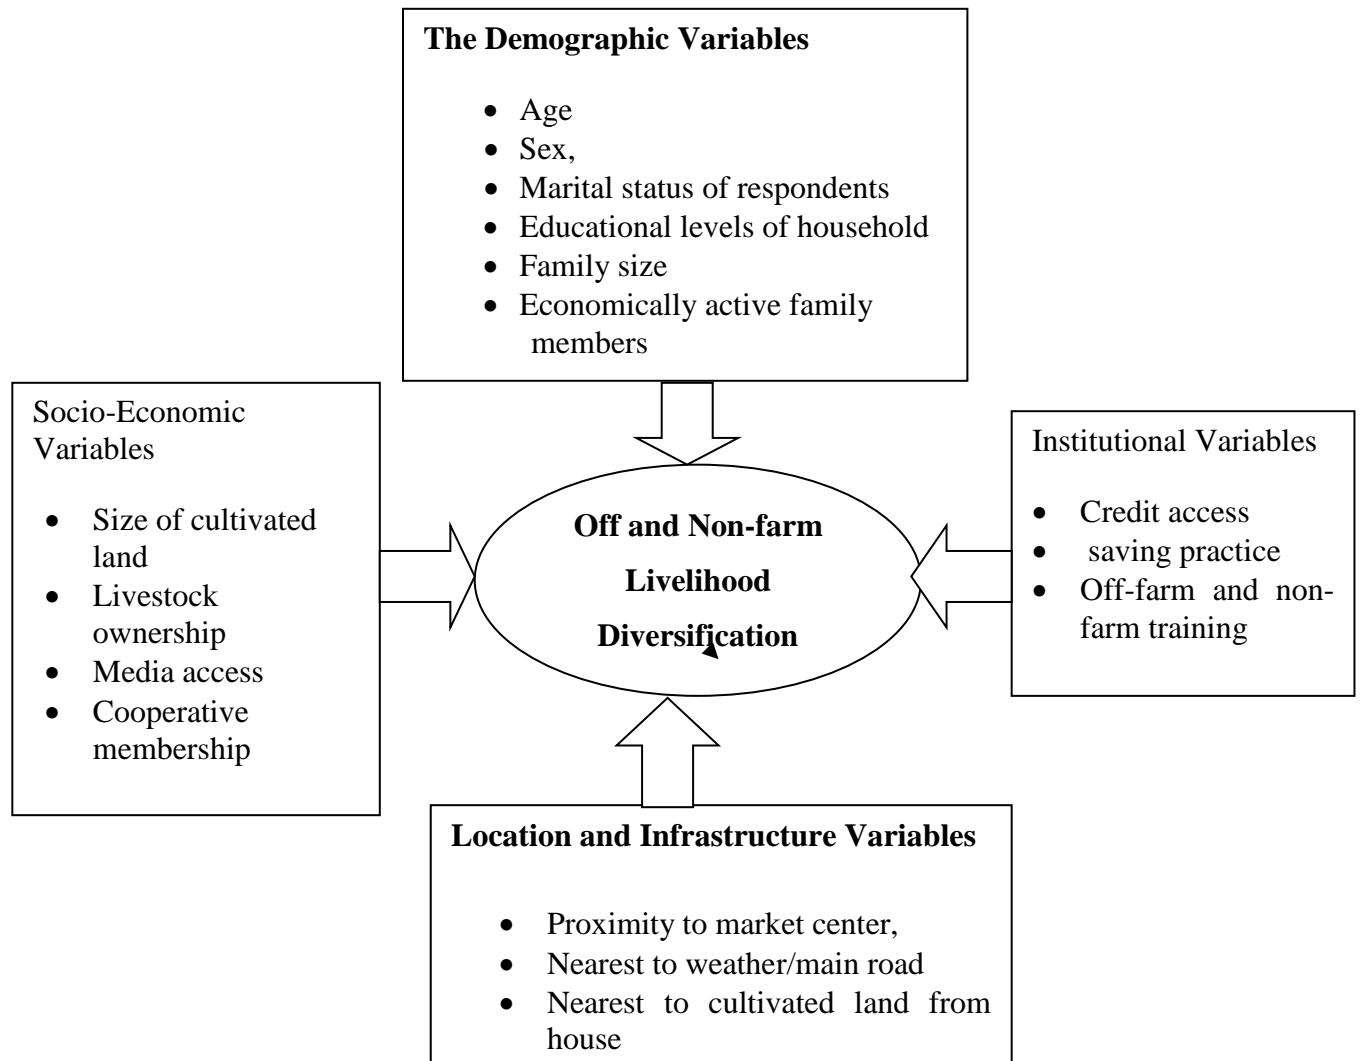 The Demographic Variables
• Age
• Sex,
• Marital status of respondents
• Educational levels of household
• Family size
• Economically active family
members
Socio-Economic
Variables
• Size of cultivated
land
• Livestock
ownership
• Media access
• Cooperative
membership
Off and Non-farm
Livelihood
Diversification
Institutional Variables
• Credit access
• saving practice
• Off-farm and non-
farm training
Location and Infrastructure Variables
• Proximity to market center,
• Nearest to weather/main road
• Nearest to cultivated land from
house